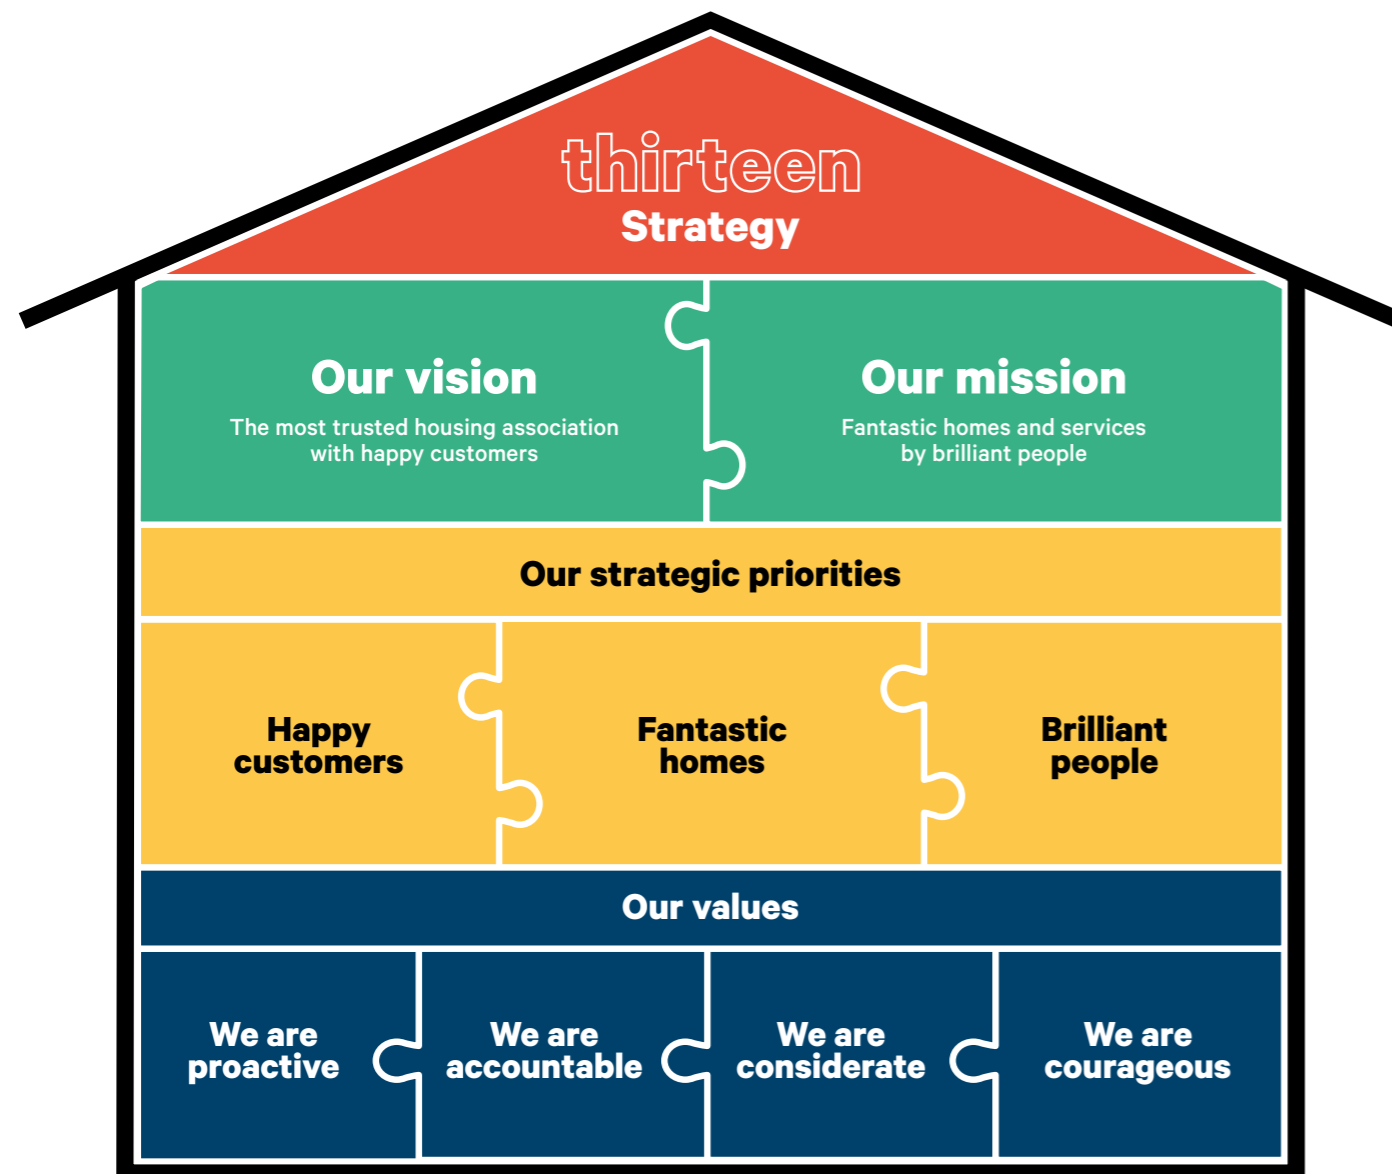 thirteen
Strategy
Our vision
The most trusted housing association
with happy customers
Our mission
Fantastic homes and services
by brilliant people
Our strategic priorities
Happy
customers
Fantastic
homes
Brilliant
people
Our values
We are
proactive
We are
accountable
We are
considerate
We are
courageous